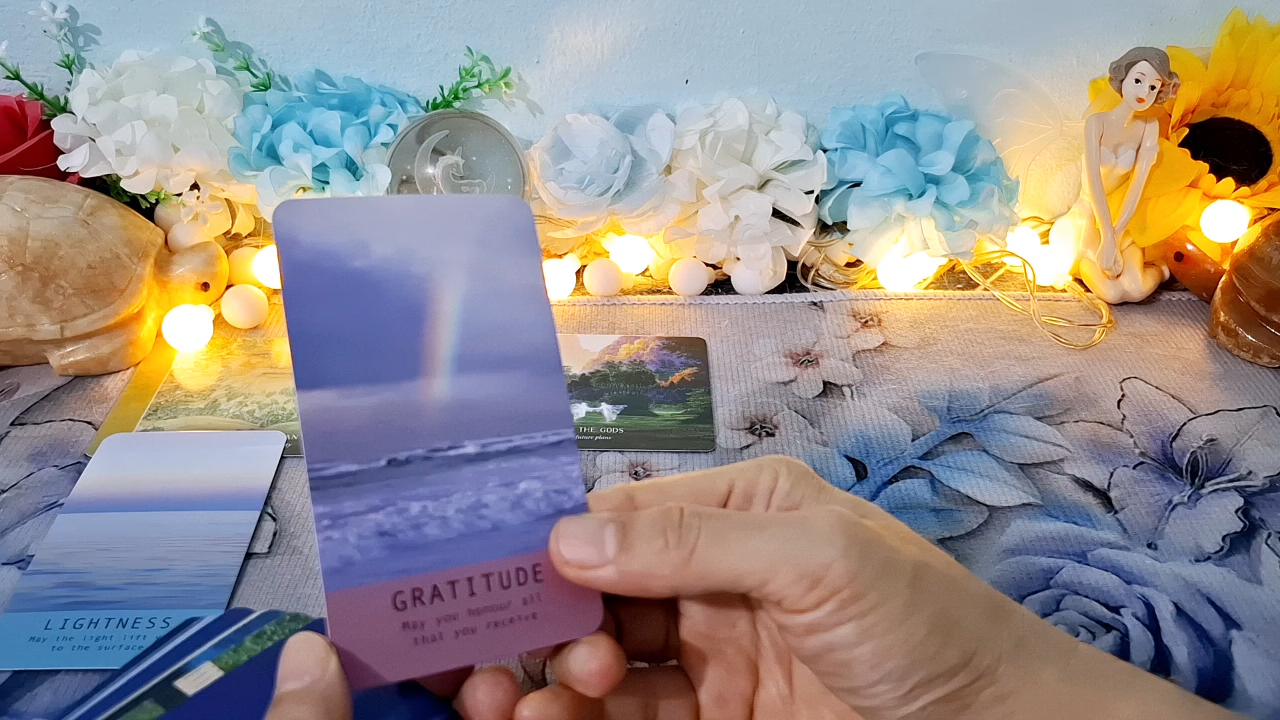 GRATITUDE
May you honour all
that you receive
LIGHTNESS
May the light lift
to the surface
THE GODS
future plans